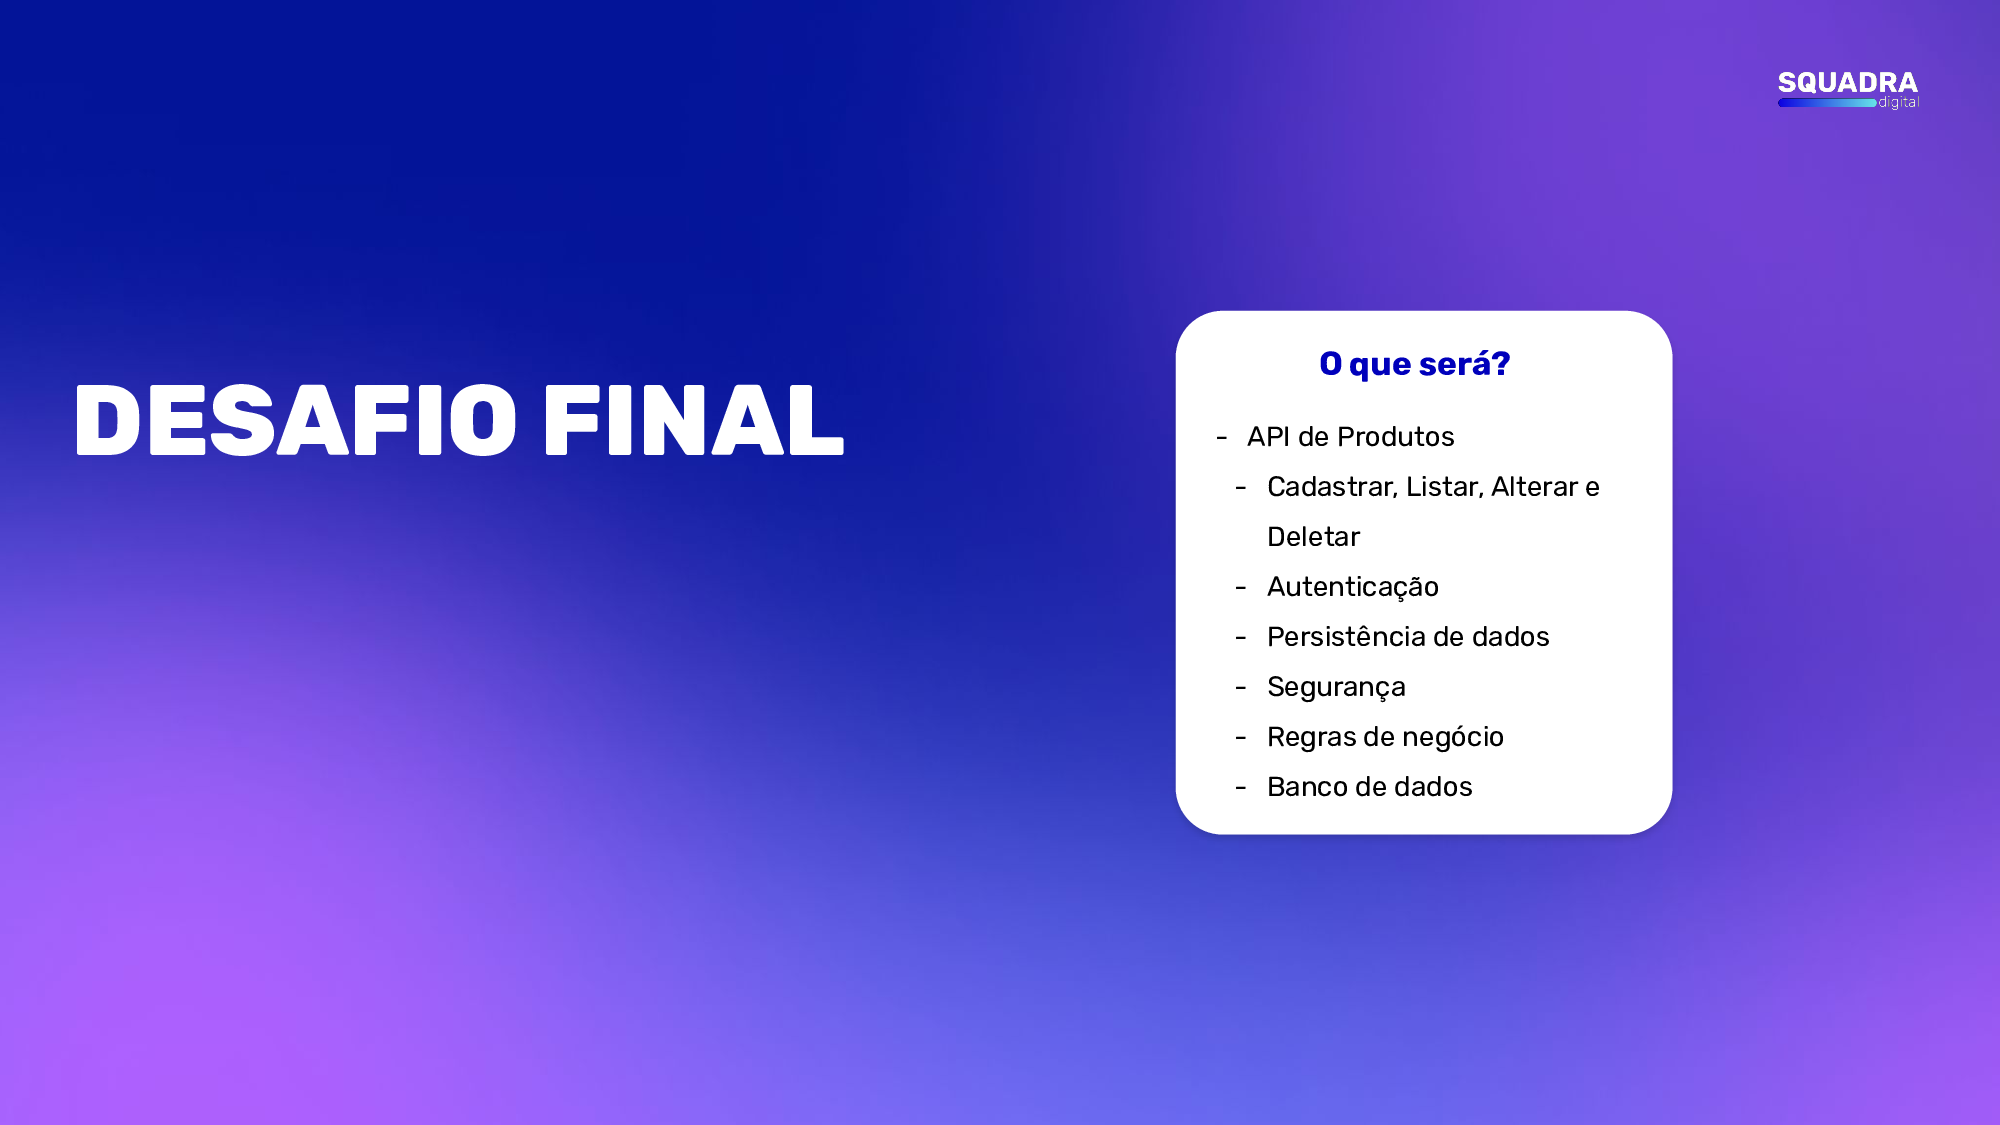 SQUADRA
digital
DESAFIO FINAL
O que será?
- API de Produtos
- Cadastrar, Listar, Alterar e
Deletar
- Autenticação
- Persistência de dados
- Segurança
- Regras de negócio
- Banco de dados